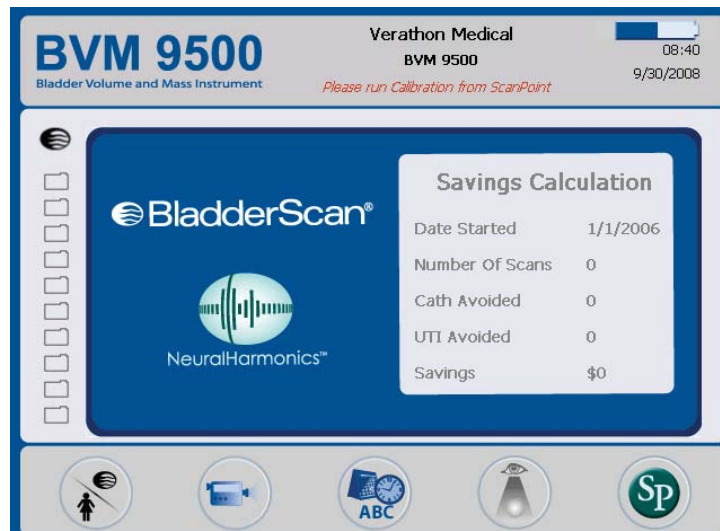 BVM 9500
Bladder Volume and Mass Instrument
Verathon Medical
BVM 9500
Please run Calibration from ScanPoint
08:40
9/30/2008
BladderScan®
NeuralHarmonics™
Savings Calculation
Date Started 1/1/2006
Number Of Scans 0
Cath Avoided 0
UTI Avoided 0
Savings $0
ABC
SP